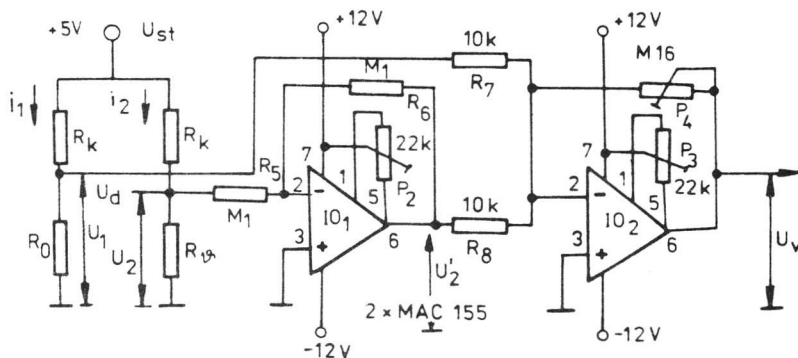 +5V
U_st
+12V
10k
R7
+12V
M16
P4
i1
i2
M1
R6
Rk
Rk
R5
7
1
22k
P2
7
1
P3
22k
Ud
M1
2
−
5
10k
R8
2
−
5
R0
U1
U2
Rϑ
3
+
IO1
6
U2'
3
+
IO2
6
Uv
2 × MAC 155
-12V
-12V